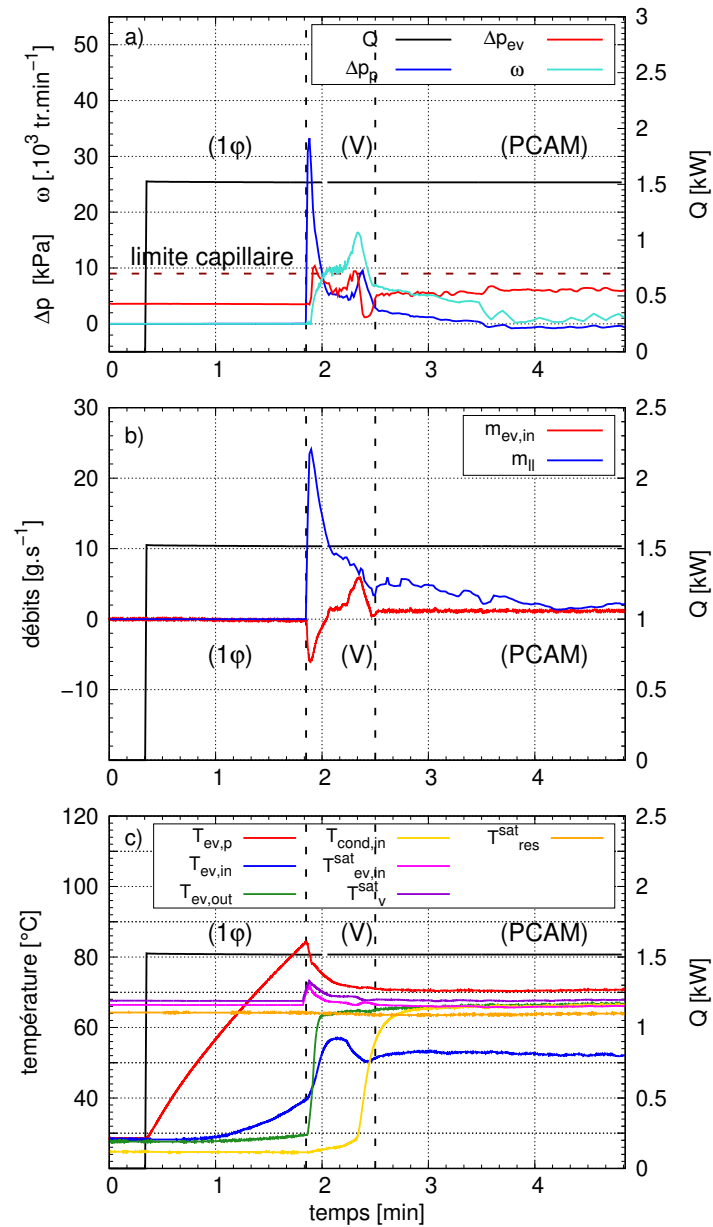 a)
Q
Δp_ev
Δp_p
ω
(1φ) (V) (PCAM)
limite capillaire
Δp [kPa] ω [.10^3 tr.min^−1]
50
40
30
20
10
0
Q [kW]
3
2.5
2
1.5
1
0.5
0
0 1 2 3 4
b)
m_ev,in
m_ll
(1φ) (V) (PCAM)
débits [g.s^−1]
30
20
10
0
−10
Q [kW]
2.5
2
1.5
1
0.5
0
0 1 2 3 4
c)
T_ev,p
T_ev,in
T_ev,out
T_cond,in
T^sat_ev,in
T^sat_v
T^sat_res
(1φ) (V) (PCAM)
température [°C]
120
100
80
60
40
20
Q [kW]
2.5
2
1.5
1
0.5
0
0 1 2 3 4
temps [min]